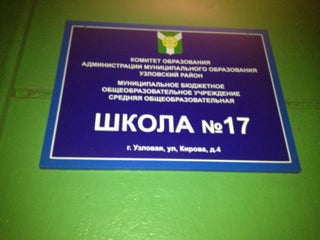 КОМИТЕТ ОБРАЗОВАНИЯ
АДМИНИСТРАЦИИ МУНИЦИПАЛЬНОГО ОБРАЗОВАНИЯ
УЗЛОВСКИЙ РАЙОН
МУНИЦИПАЛЬНОЕ БЮДЖЕТНОЕ
ОБЩЕОБРАЗОВАТЕЛЬНОЕ УЧРЕЖДЕНИЕ
СРЕДНЯЯ ОБЩЕОБРАЗОВАТЕЛЬНАЯ
ШКОЛА №17
г. Узловая, ул, Кирова, д.4